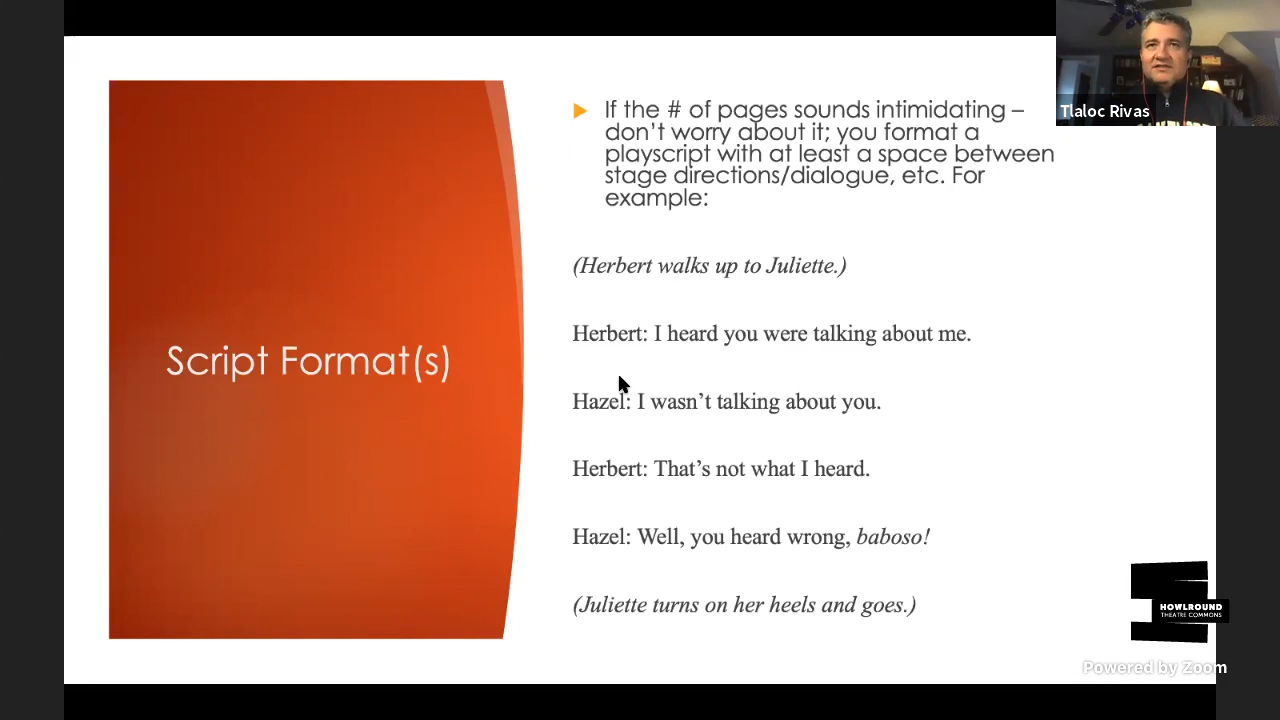 Tlaloc Rivas
Script Format(s)
If the # of pages sounds intimidating –
don’t worry about it; you format a
playscript with at least a space between
stage directions/dialogue, etc. For
example:
(Herbert walks up to Juliette.)
Herbert: I heard you were talking about me.
Hazel: I wasn’t talking about you.
Herbert: That’s not what I heard.
Hazel: Well, you heard wrong, baboso!
(Juliette turns on her heels and goes.)
HOWLROUND
THEATRE COMMONS
Powered by Zoom